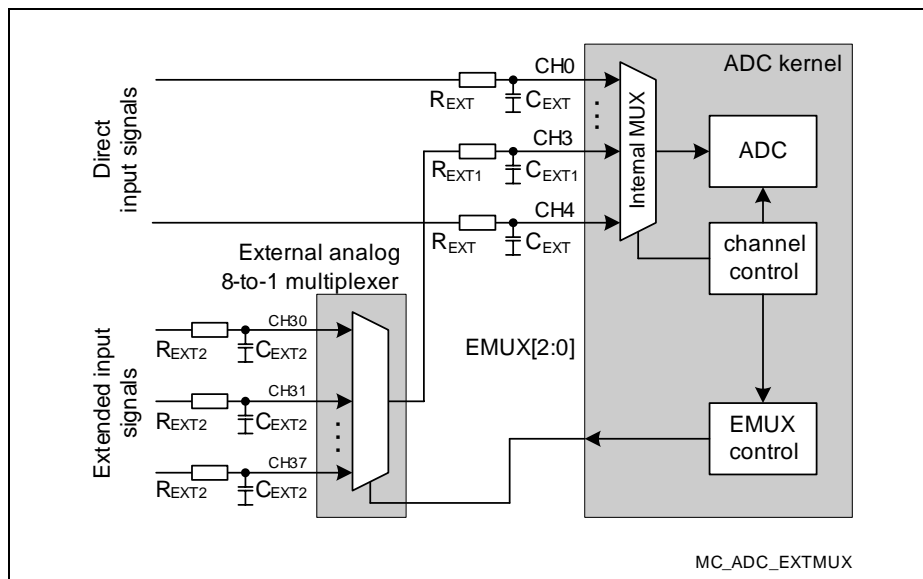 ADC kernel
CH0
REXT
CEXT
Internal MUX
ADC
Direct
input signals
CH3
REXT1
CEXT1
CH4
REXT
CEXT
channel
control
External analog
8-to-1 multiplexer
Extended input
signals
CH30
REXT2
CEXT2
EMUX[2:0]
CH31
REXT2
CEXT2
EMUX
control
CH37
REXT2
CEXT2
MC_ADC_EXTMUX